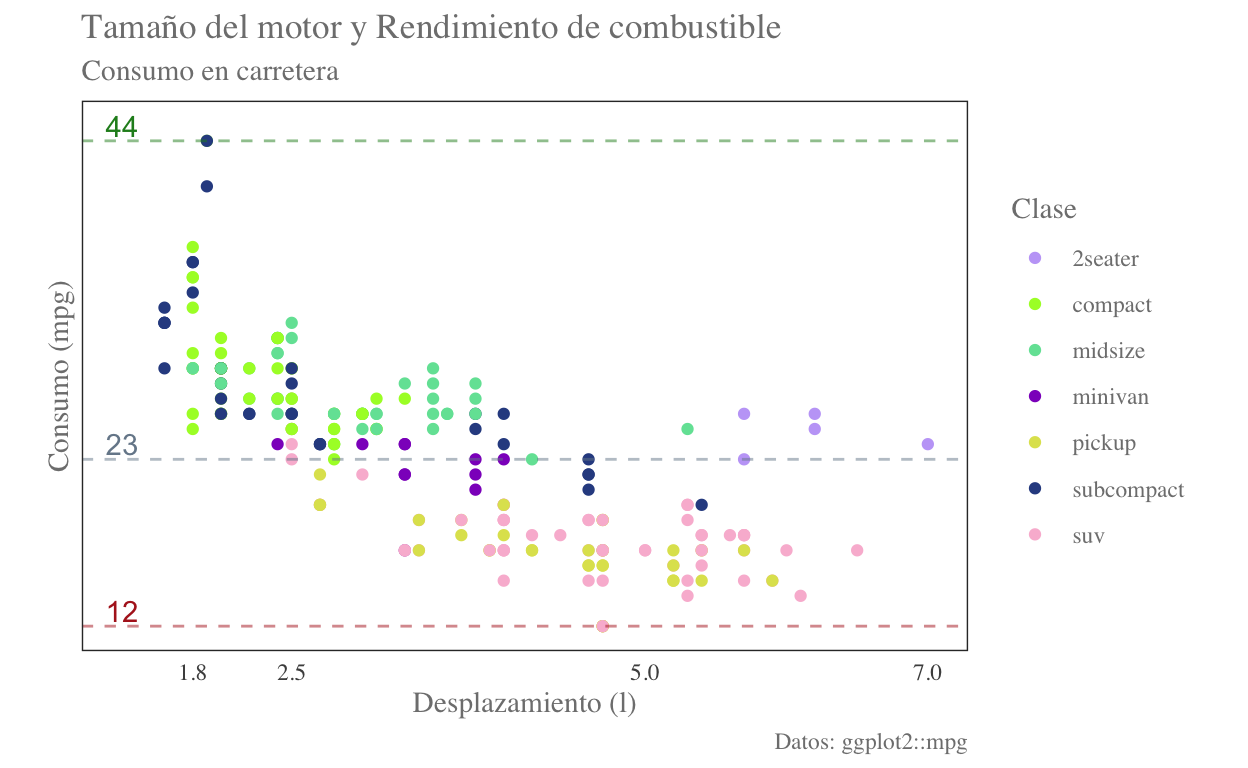 Tamaño del motor y Rendimiento de combustible
Consumo en carretera
44
23
12
Consumo (mpg)
1.8 2.5 5.0 7.0
Desplazamiento (l)
Clase
2seater
compact
midsize
minivan
pickup
subcompact
suv
Datos: ggplot2::mpg